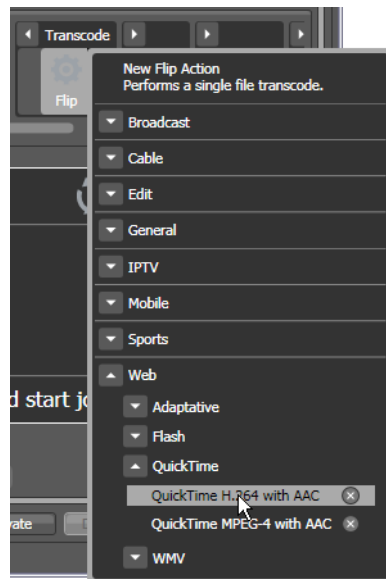 Transcode
Flip
New Flip Action
Performs a single file transcode.
Broadcast
Cable
Edit
General
IPTV
Mobile
Sports
Web
Adaptative
Flash
QuickTime
QuickTime H.264 with AAC
QuickTime MPEG-4 with AAC
WMV
d start jo
vate